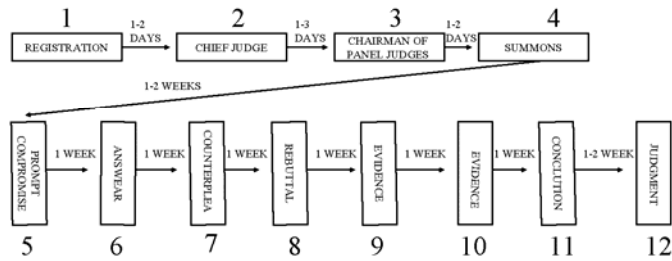 1
2
3
4
1-2
DAYS
1-3
DAYS
1-2
DAYS
REGISTRATION
CHIEF JUDGE
CHAIRMAN OF
PANEL JUDGES
SUMMONS
1-2 WEEKS
PROMPT
COMPROMISE
1 WEEK
ANSWEAR
1 WEEK
COUNTERPLEA
1 WEEK
REBUTTAL
1 WEEK
EVIDENCE
1 WEEK
EVIDENCE
1 WEEK
CONCLUTION
1-2 WEEK
JUDGMENT
5
6
7
8
9
10
11
12